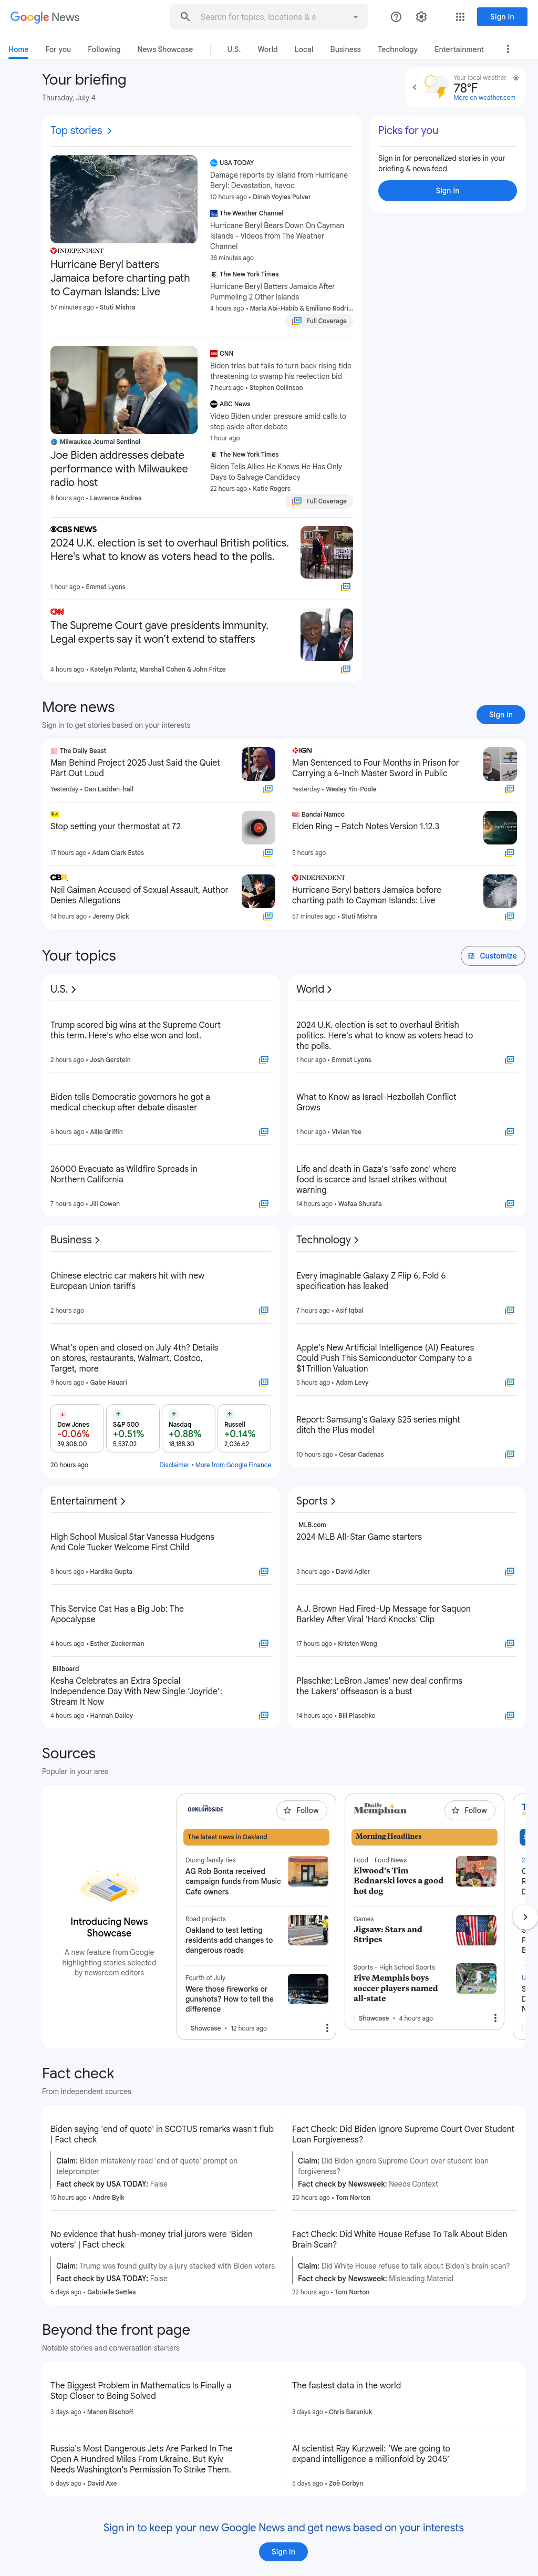 Google News
Search for topics, locations & s
Sign in
Home
For you
Following
News Showcase
U.S.
World
Local
Business
Technology
Entertainment
Your briefing
Thursday, July 4
Your local weather
78°F
More on weather.com
Top stories
INDEPENDENT
Hurricane Beryl batters
Jamaica before charting path
to Cayman Islands: Live
57 minutes ago • Stuti Mishra
USA TODAY
Damage reports by island from Hurricane
Beryl: Devastation, havoc
10 hours ago • Dinah Voyles Pulver
The Weather Channel
Hurricane Beryl Bears Down On Cayman
Islands - Videos from The Weather
Channel
38 minutes ago
The New York Times
Hurricane Beryl Batters Jamaica After
Pummeling 2 Other Islands
4 hours ago • Maria Abi-Habib & Emiliano Rodrí...
Full Coverage
Picks for you
Sign in for personalized stories in your
briefing & news feed
Sign in
Milwaukee Journal Sentinel
Joe Biden addresses debate
performance with Milwaukee
radio host
8 hours ago • Lawrence Andrea
CNN
Biden tries but fails to turn back rising tide
threatening to swamp his reelection bid
7 hours ago • Stephen Collinson
ABC News
Video Biden under pressure amid calls to
step aside after debate
1 hour ago
The New York Times
Biden Tells Allies He Knows He Has Only
Days to Salvage Candidacy
22 hours ago • Katie Rogers
Full Coverage
CBS NEWS
2024 U.K. election is set to overhaul British politics.
Here's what to know as voters head to the polls.
1 hour ago • Emmet Lyons
CNN
The Supreme Court gave presidents immunity.
Legal experts say it won't extend to staffers
4 hours ago • Katelyn Polantz, Marshall Cohen & John Fritze
More news
Sign in to get stories based on your interests
Sign in
The Daily Beast
Man Behind Project 2025 Just Said the Quiet
Part Out Loud
Yesterday • Dan Ladden-hall
IGN
Man Sentenced to Four Months in Prison for
Carrying a 6-Inch Master Sword in Public
Yesterday • Wesley Yin-Poole
Stop setting your thermostat at 72
17 hours ago • Adam Clark Estes
Bandai Namco
Elden Ring – Patch Notes Version 1.12.3
5 hours ago
CBR
Neil Gaiman Accused of Sexual Assault, Author
Denies Allegations
14 hours ago • Jeremy Dick
INDEPENDENT
Hurricane Beryl batters Jamaica before
charting path to Cayman Islands: Live
57 minutes ago • Stuti Mishra
Your topics
Customize
U.S.
Trump scored big wins at the Supreme Court
this term. Here's who else won and lost.
2 hours ago • Josh Gerstein
Biden tells Democratic governors he got a
medical checkup after debate disaster
6 hours ago • Allie Griffin
26000 Evacuate as Wildfire Spreads in
Northern California
7 hours ago • Jill Cowan
World
2024 U.K. election is set to overhaul British
politics. Here's what to know as voters head to
the polls.
1 hour ago • Emmet Lyons
What to Know as Israel-Hezbollah Conflict
Grows
1 hour ago • Vivian Yee
Life and death in Gaza's 'safe zone' where
food is scarce and Israel strikes without
warning
14 hours ago • Wafaa Shurafa
Business
Chinese electric car makers hit with new
European Union tariffs
2 hours ago
What's open and closed on July 4th? Details
on stores, restaurants, Walmart, Costco,
Target, more
9 hours ago • Gabe Hauari
Dow Jones
-0.06%
39,308.00
S&P 500
+0.51%
5,537.02
Nasdaq
+0.88%
18,188.30
Russell
+0.14%
2,036.62
20 hours ago
Disclaimer • More from Google Finance
Technology
Every imaginable Galaxy Z Flip 6, Fold 6
specification has leaked
7 hours ago • Asif Iqbal
Apple's New Artificial Intelligence (AI) Features
Could Push This Semiconductor Company to a
$1 Trillion Valuation
5 hours ago • Adam Levy
Report: Samsung's Galaxy S25 series might
ditch the Plus model
10 hours ago • Cesar Cadenas
Entertainment
High School Musical Star Vanessa Hudgens
And Cole Tucker Welcome First Child
8 hours ago • Hardika Gupta
This Service Cat Has a Big Job: The
Apocalypse
4 hours ago • Esther Zuckerman
Billboard
Kesha Celebrates an Extra Special
Independence Day With New Single ‘Joyride’:
Stream It Now
4 hours ago • Hannah Dailey
Sports
MLB.com
2024 MLB All-Star Game starters
3 hours ago • David Adler
A.J. Brown Had Fired-Up Message for Saquon
Barkley After Viral 'Hard Knocks' Clip
17 hours ago • Kristen Wong
Plaschke: LeBron James' new deal confirms
the Lakers' offseason is a bust
14 hours ago • Bill Plaschke
Sources
Popular in your area
Introducing News
Showcase
A new feature from Google
highlighting stories selected
by newsroom editors
OAKLANDSIDE
Follow
The latest news in Oakland
Duong family ties
AG Rob Bonta received
campaign funds from Music
Cafe owners
Road projects
Oakland to test letting
residents add changes to
dangerous roads
Fourth of July
Were those fireworks or
gunshots? How to tell the
difference
Showcase • 12 hours ago
Daily
Memphian
Follow
Morning Headlines
Food - Food News
Elwood's Tim
Bednarski loves a good
hot dog
Games
Jigsaw: Stars and
Stripes
Sports - High School Sports
Five Memphis boys
soccer players named
all-state
Showcase • 4 hours ago
Fact check
From independent sources
Biden saying 'end of quote' in SCOTUS remarks wasn't flub
| Fact check
Claim: Biden mistakenly read 'end of quote' prompt on
teleprompter
Fact check by USA TODAY: False
15 hours ago • Andre Byik
Fact Check: Did Biden Ignore Supreme Court Over Student
Loan Forgiveness?
Claim: Did Biden ignore Supreme Court over student loan
forgiveness?
Fact check by Newsweek: Needs Context
20 hours ago • Tom Norton
No evidence that hush-money trial jurors were 'Biden
voters' | Fact check
Claim: Trump was found guilty by a jury stacked with Biden voters
Fact check by USA TODAY: False
6 days ago • Gabrielle Settles
Fact Check: Did White House Refuse To Talk About Biden
Brain Scan?
Claim: Did White House refuse to talk about Biden's brain scan?
Fact check by Newsweek: Misleading Material
22 hours ago • Tom Norton
Beyond the front page
Notable stories and conversation starters
The Biggest Problem in Mathematics Is Finally a
Step Closer to Being Solved
3 days ago • Manon Bischoff
The fastest data in the world
3 days ago • Chris Baraniuk
Russia's Most Dangerous Jets Are Parked In The
Open A Hundred Miles From Ukraine. But Kyiv
Needs Washington's Permission To Strike Them.
6 days ago • David Axe
AI scientist Ray Kurzweil: ‘We are going to
expand intelligence a millionfold by 2045’
5 days ago • Zoë Corbyn
Sign in to keep your new Google News and get news based on your interests
Sign in